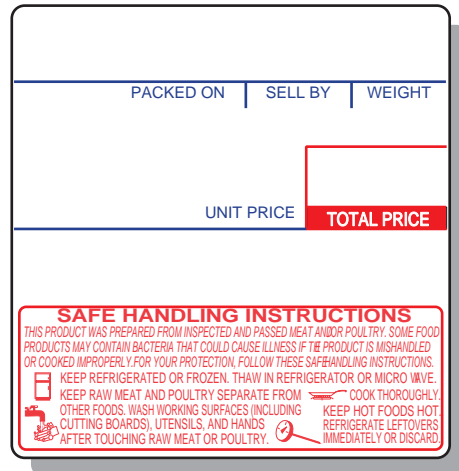 PACKED ON SELL BY WEIGHT
UNIT PRICE TOTAL PRICE
SAFE HANDLING INSTRUCTIONS
THIS PRODUCT WAS PREPARED FROM INSPECTED AND PASSED MEAT AND/OR POULTRY. SOME FOOD
PRODUCTS MAY CONTAIN BACTERIA THAT COULD CAUSE ILLNESS IF THE PRODUCT IS MISHANDLED
OR COOKED IMPROPERLY.FOR YOUR PROTECTION, FOLLOW THESE SAFE HANDLING INSTRUCTIONS.
KEEP REFRIGERATED OR FROZEN. THAW IN REFRIGERATOR OR MICRO WAVE.
KEEP RAW MEAT AND POULTRY SEPARATE FROM
OTHER FOODS. WASH WORKING SURFACES (INCLUDING
CUTTING BOARDS), UTENSILS, AND HANDS
AFTER TOUCHING RAW MEAT OR POULTRY.
COOK THOROUGHLY.
KEEP HOT FOODS HOT.
REFRIGERATE LEFTOVERS
IMMEDIATELY OR DISCARD.